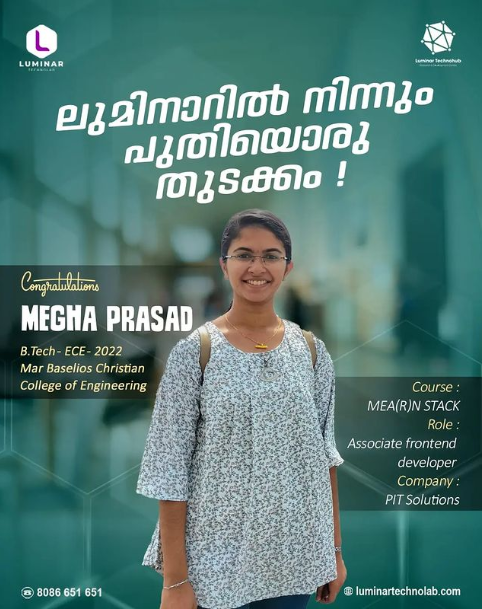 LUMINAR
TECHNOLAB
Luminar Technohub
ലുമിനാറിൽ നിന്നും
പുതിയൊരു
തുടക്കം !
Congratulations
MEGHA PRASAD
B.Tech - ECE - 2022
Mar Baselios Christian
College of Engineering
Course :
MEA(R)N STACK
Role :
Associate frontend
developer
Company :
PIT Solutions
8086 651 651
luminartechnolab.com